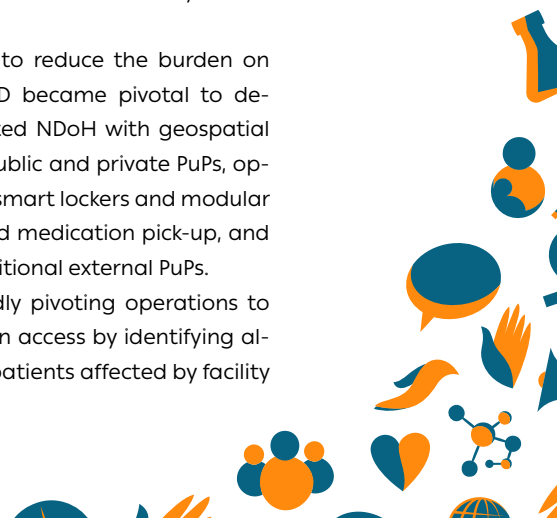 to reduce the burden on
D became pivotal to de-
ted NDoH with geospatial
ublic and private PuPs, op-
smart lockers and modular
d medication pick-up, and
itional external PuPs.
dly pivoting operations to
n access by identifying al-
patients affected by facility